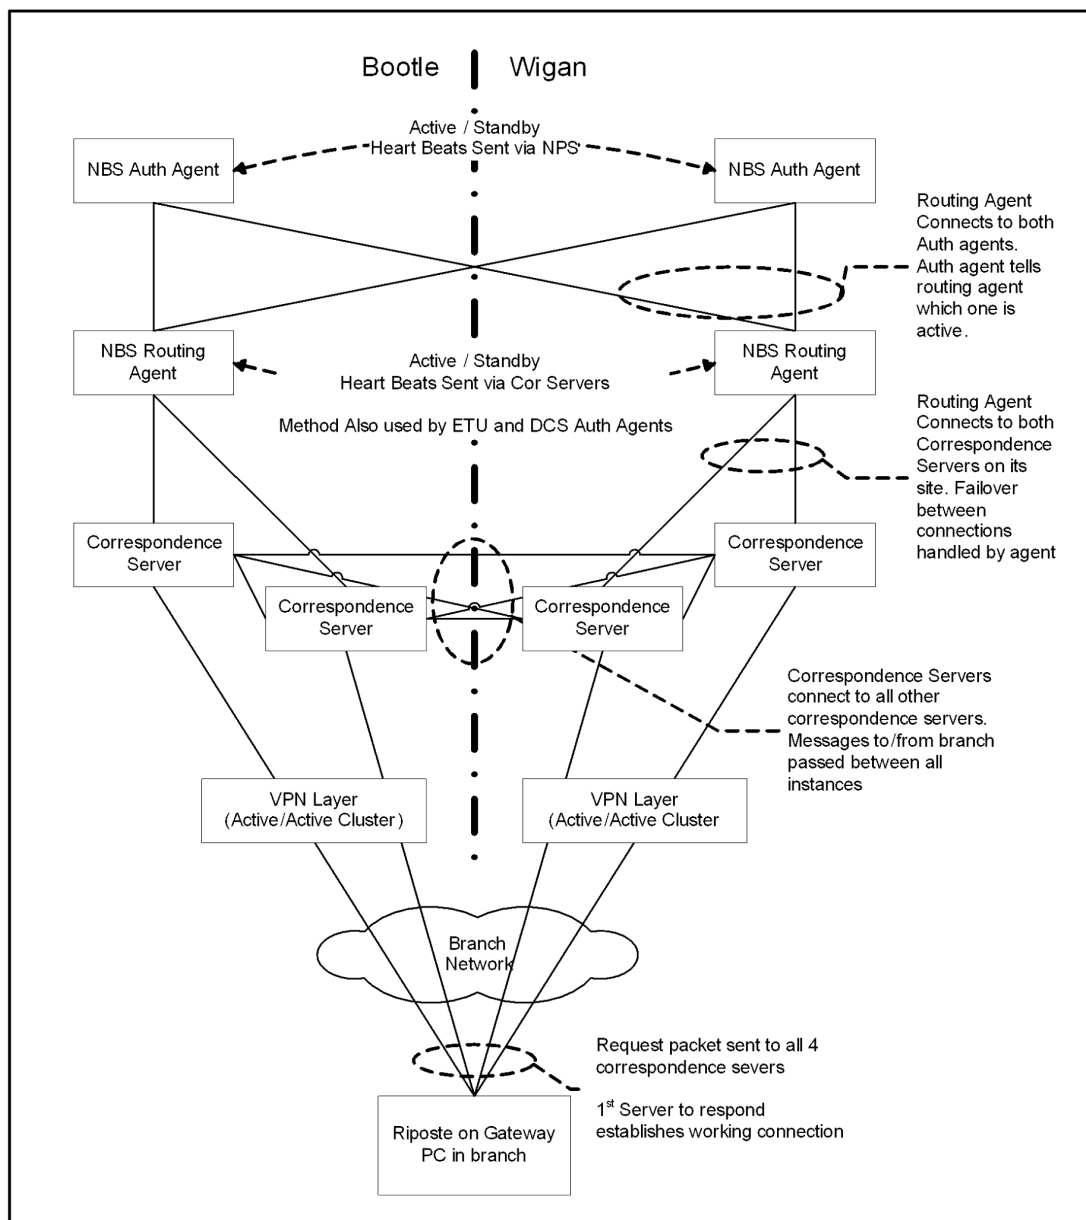 Bootle
Wigan
Active / Standby
Heart Beats Sent via NPS
NBS Auth Agent
NBS Auth Agent
Routing Agent
Connects to both
Auth agents.
Auth agent tells
routing agent
which one is
active.
NBS Routing
Agent
Active / Standby
Heart Beats Sent via Cor Servers
NBS Routing
Agent
Method Also used by ETU and DCS Auth Agents
Routing Agent
Connects to both
Correspondence
Servers on its
site. Failover
between
connections
handled by agent
Correspondence
Server
Correspondence
Server
Correspondence
Server
Correspondence
Server
Correspondence Servers
connect to all other
correspondence servers.
Messages to/from branch
passed between all
instances
VPN Layer
(Active/Active Cluster)
VPN Layer
(Active/Active Cluster
Branch
Network
Request packet sent to all 4
correspondence severs
1st Server to respond
establishes working connection
Riposte on Gateway
PC in branch